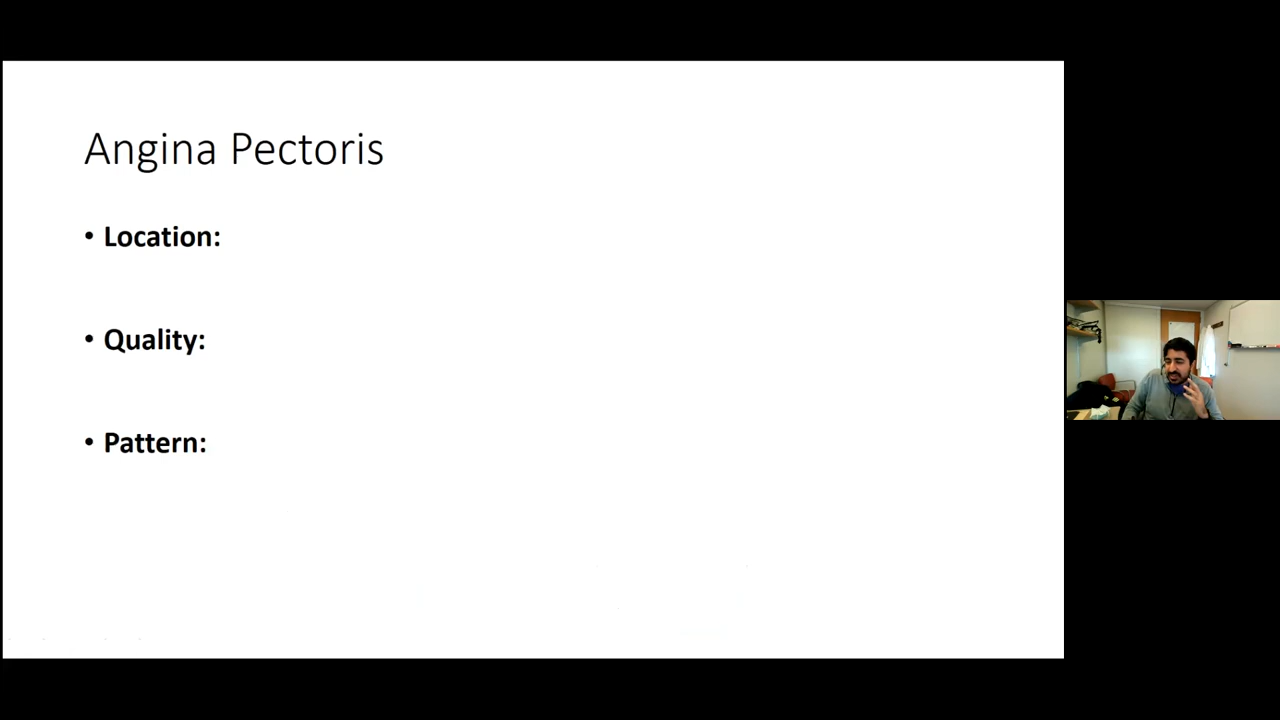 Angina Pectoris
• Location:
• Quality:
• Pattern: